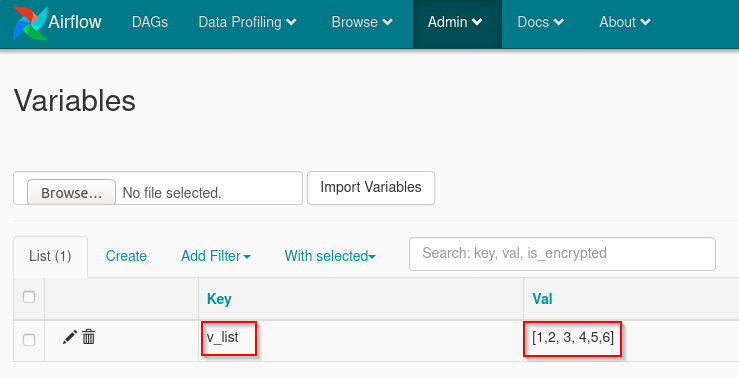 Airflow DAGs Data Profiling Browse Admin Docs About
Variables
Browse... No file selected. Import Variables
List (1) Create Add Filter With selected Search: key, val, is_encrypted
Key Val
v_list [1,2, 3, 4,5,6]